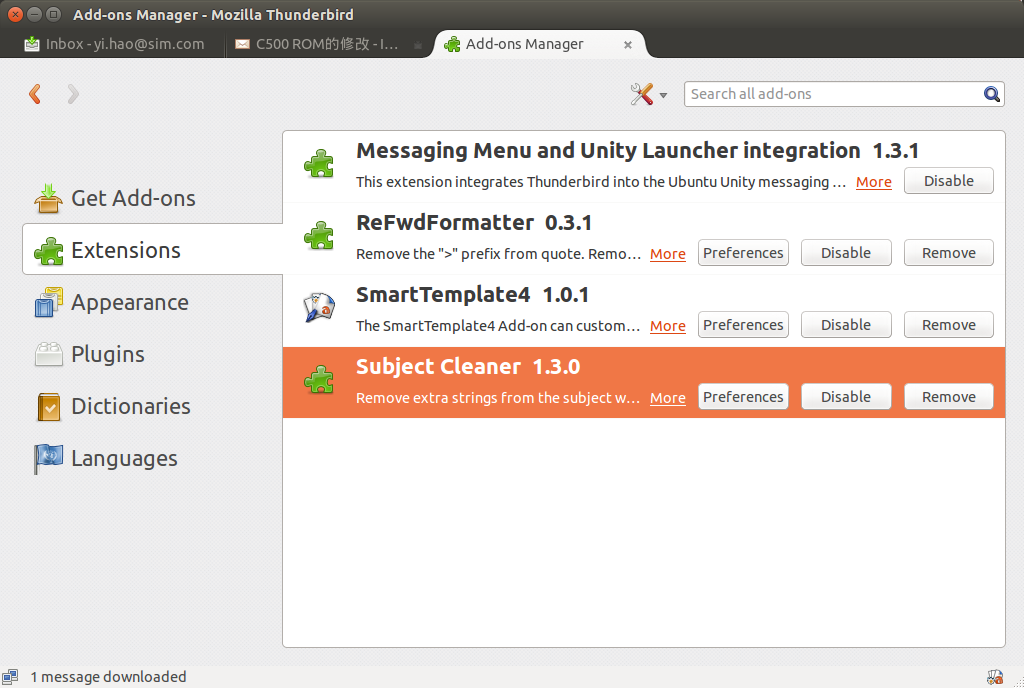 Add-ons Manager - Mozilla Thunderbird
Inbox - yi.hao@sim.com
C500 ROM的修改 - I...
Add-ons Manager
Search all add-ons
Get Add-ons
Extensions
Appearance
Plugins
Dictionaries
Languages
Messaging Menu and Unity Launcher integration 1.3.1
This extension integrates Thunderbird into the Ubuntu Unity messaging ... More Disable
ReFwdFormatter 0.3.1
Remove the ">" prefix from quote. Remo... More Preferences Disable Remove
SmartTemplate4 1.0.1
The SmartTemplate4 Add-on can custom... More Preferences Disable Remove
Subject Cleaner 1.3.0
Remove extra strings from the subject w... More Preferences Disable Remove
1 message downloaded